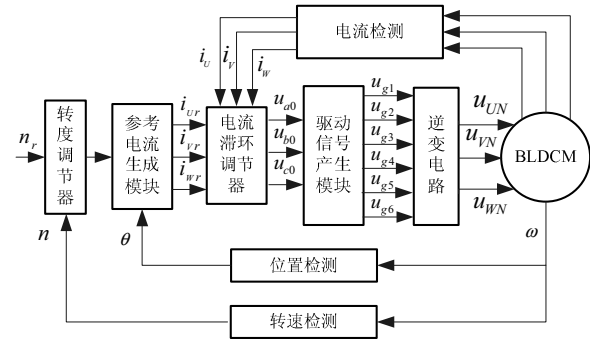 电流检测
i_U
i_V
i_W
n_r
转度调节器
参考电流生成模块
i_Ur
i_Vr
i_Wr
电流滞环调节器
u_a0
u_b0
u_c0
驱动信号产生模块
u_g1
u_g2
u_g3
u_g4
u_g5
u_g6
逆变电路
u_UN
u_VN
u_WN
BLDCM
n
θ
ω
位置检测
转速检测